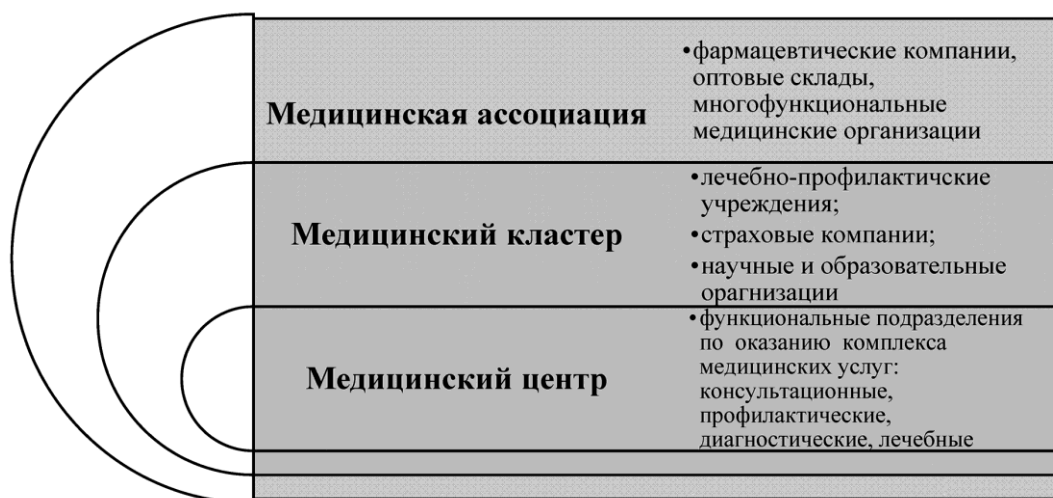 Медицинская ассоциация
•фармацевтические компании,
оптовые склады,
многофункциональные
медицинские организации
Медицинский кластер
•лечебно-профилактичские
учреждения;
•страховые компании;
•научные и образовательные
орагнизации
Медицинский центр
•функциональные подразделения
по оказанию комплекса
медицинских услуг:
консультационные,
профилактические,
диагностические, лечебные